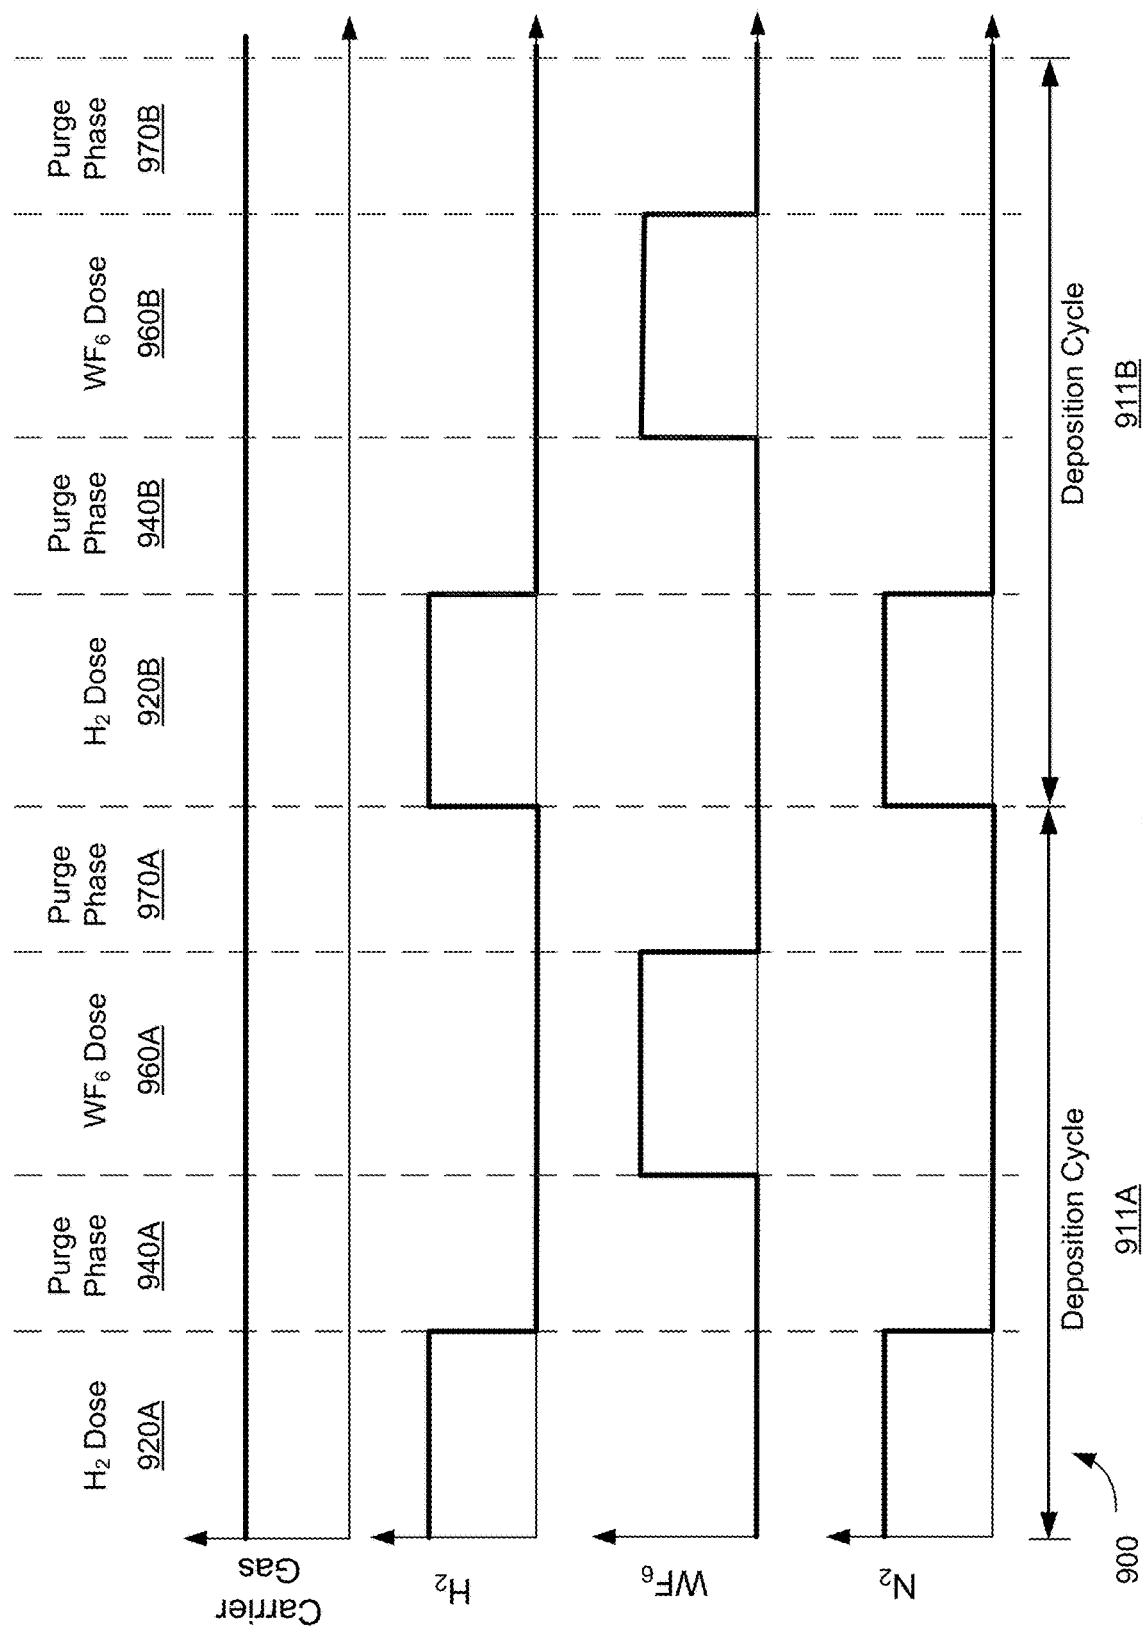 H2 Dose
920A
Purge
Phase
940A
WF6 Dose
960A
Purge
Phase
970A
H2 Dose
920B
Purge
Phase
940B
WF6 Dose
960B
Purge
Phase
970B
Carrier
Gas
H2
WF6
N2
Deposition Cycle
911A
Deposition Cycle
911B
900